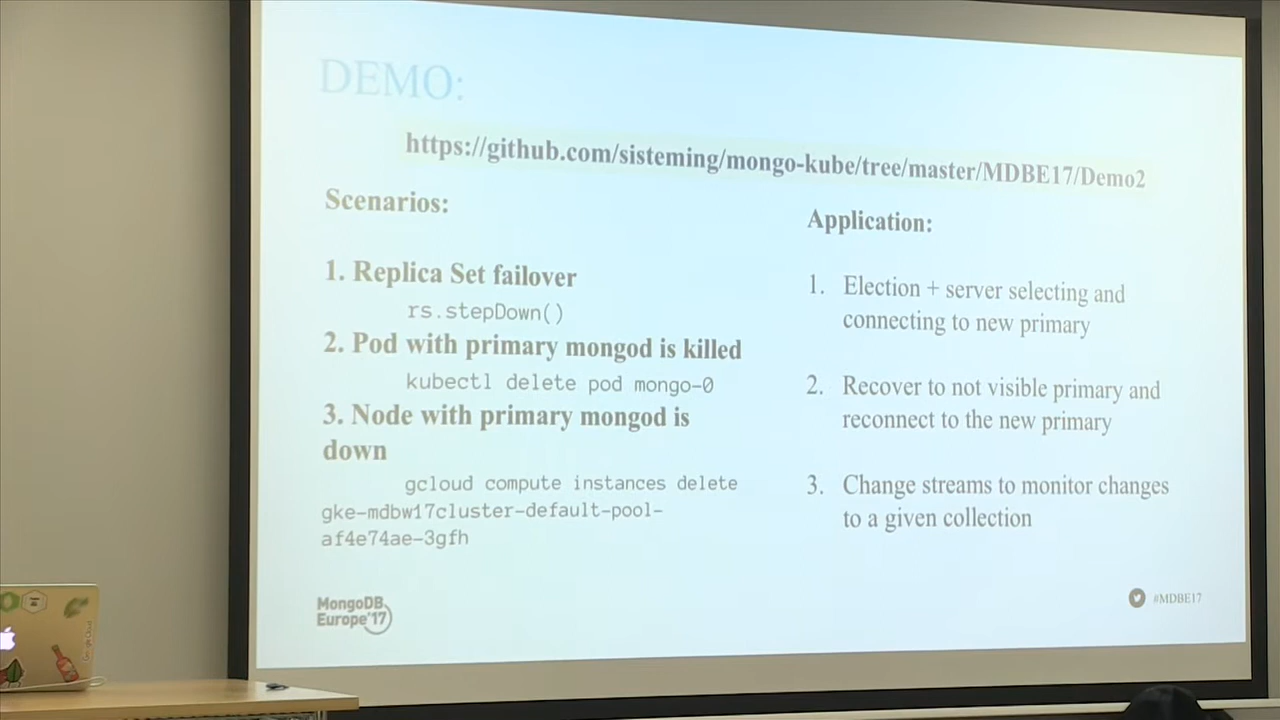 DEMO:
https://github.com/sisteming/mongo-kube/tree/master/MDBE17/Demo2
Scenarios:
1. Replica Set failover
rs.stepDown()
2. Pod with primary mongod is killed
kubectl delete pod mongo-0
3. Node with primary mongod is
down
gcloud compute instances delete
gke-mdbw17cluster-default-pool-
af4e74ae-3gfh
Application:
1. Election + server selecting and
connecting to new primary
2. Recover to not visible primary and
reconnect to the new primary
3. Change streams to monitor changes
to a given collection
MongoDB
Europe'17
#MDBE17